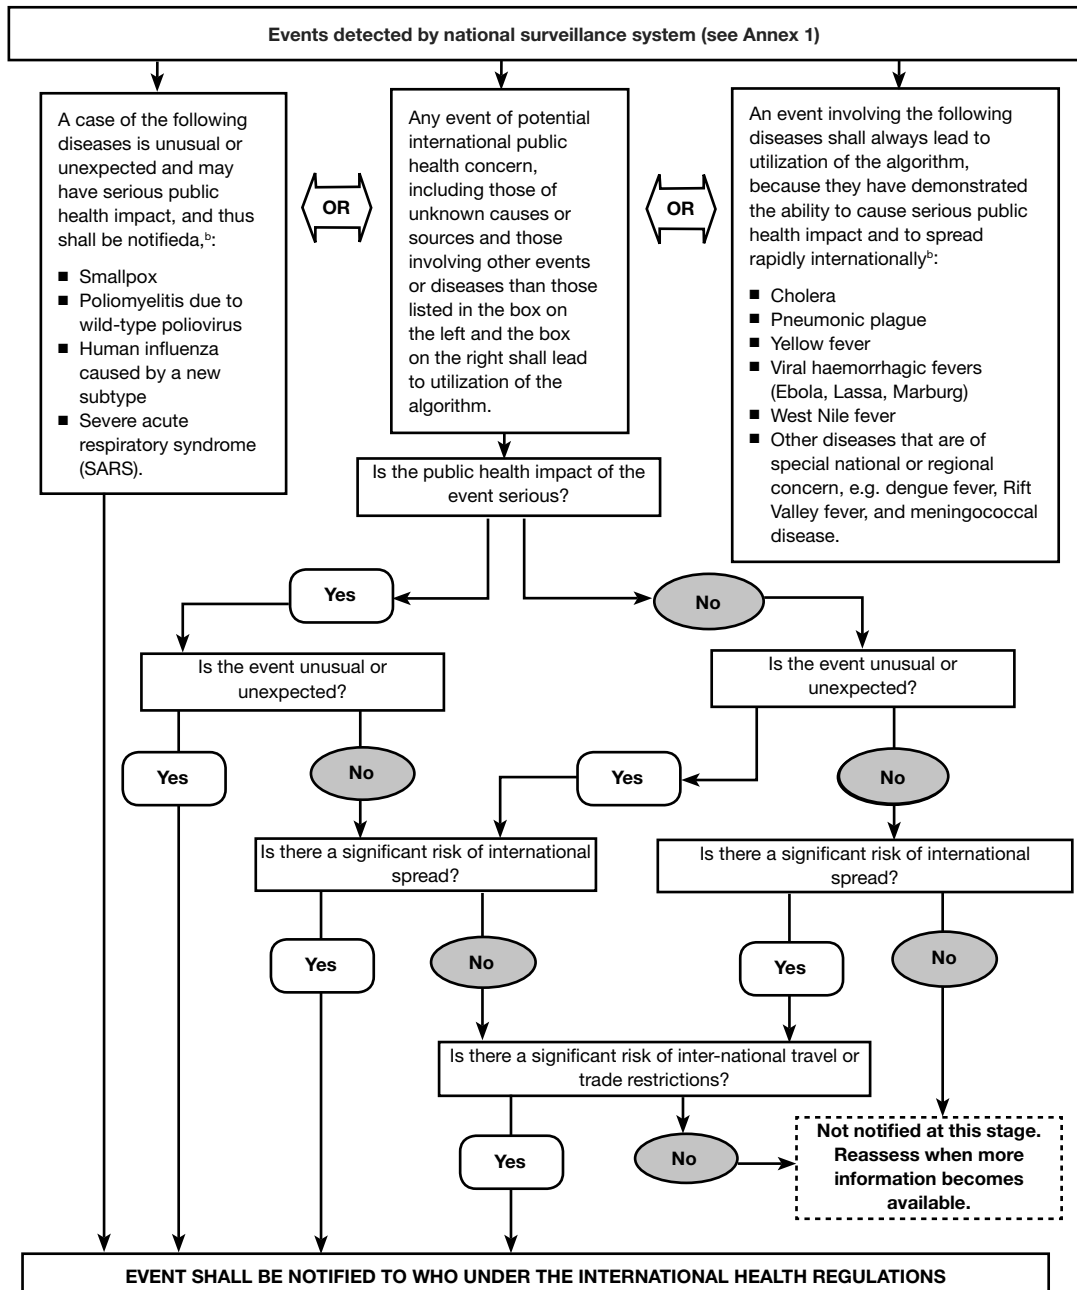 Events detected by national surveillance system (see Annex 1)
A case of the following
diseases is unusual or
unexpected and may
have serious public
health impact, and thus
shall be notifieda,ᵇ:
■ Smallpox
■ Poliomyelitis due to
wild-type poliovirus
■ Human influenza
caused by a new
subtype
■ Severe acute
respiratory syndrome
(SARS).
OR
Any event of potential
international public
health concern,
including those of
unknown causes or
sources and those
involving other events
or diseases than those
listed in the box on
the left and the box
on the right shall lead
to utilization of the
algorithm.
OR
An event involving the following
diseases shall always lead to
utilization of the algorithm,
because they have demonstrated
the ability to cause serious public
health impact and to spread
rapidly internationallyᵇ:
■ Cholera
■ Pneumonic plague
■ Yellow fever
■ Viral haemorrhagic fevers
(Ebola, Lassa, Marburg)
■ West Nile fever
■ Other diseases that are of
special national or regional
concern, e.g. dengue fever, Rift
Valley fever, and meningococcal
disease.
Is the public health impact of the
event serious?
Yes
No
Is the event unusual or
unexpected?
Is the event unusual or
unexpected?
Yes
No
Yes
No
Is there a significant risk of international
spread?
Is there a significant risk of international
spread?
Yes
No
Yes
No
Is there a significant risk of inter-national travel or
trade restrictions?
Yes
No
Not notified at this stage.
Reassess when more
information becomes
available.
EVENT SHALL BE NOTIFIED TO WHO UNDER THE INTERNATIONAL HEALTH REGULATIONS